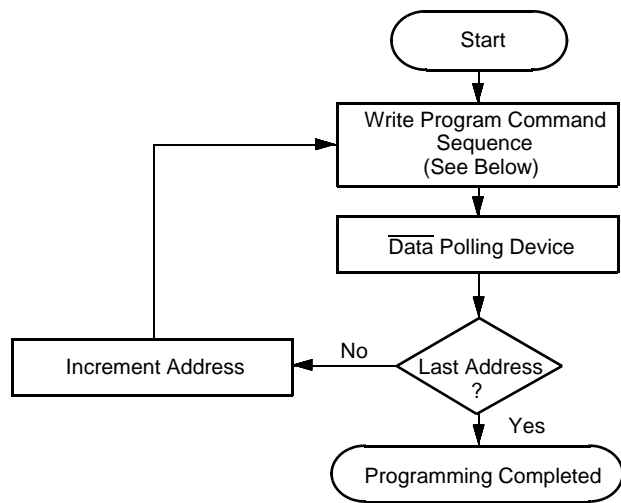 Start
Write Program Command
Sequence
(See Below)
Data Polling Device
No
Increment Address
Last Address
?
Yes
Programming Completed